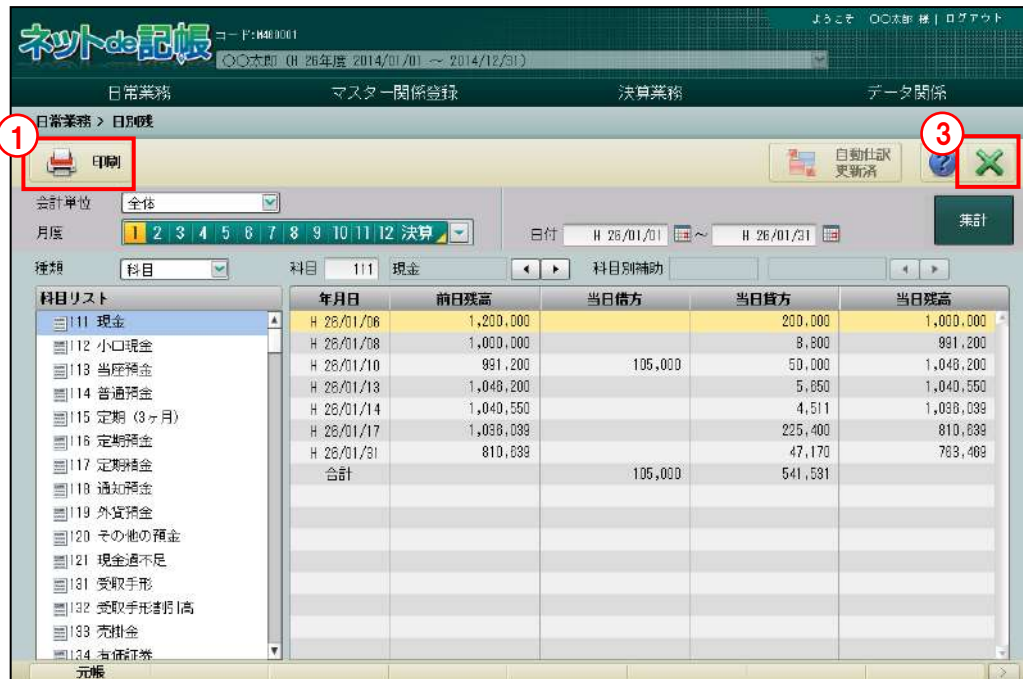 ようこそ 〇〇太郎 様 | ログアウト
ネットde記帳 コード:M460001
〇〇太郎 (H 26年度 2014/01/01 ～ 2014/12/31)
日常業務 マスター関係登録 決算業務 データ関係
日常業務 > 日別残
1 印刷 自動仕訳更新済 ? 3
会計単位 全体
月度 1 2 3 4 5 6 7 8 9 10 11 12 決算 日付 H 26/01/01 ～ H 26/01/31 集計
種類 科目 科目 111 現金 科目別補助
科目リスト 年月日 前日残高 当日借方 当日貸方 当日残高
111 現金 H 26/01/06 1,200,000 200,000 1,000,000
112 小口現金 H 26/01/08 1,000,000 8,800 991,200
113 当座預金 H 26/01/10 991,200 105,000 50,000 1,046,200
114 普通預金 H 26/01/13 1,046,200 5,650 1,040,550
115 定期（3ヶ月） H 26/01/14 1,040,550 4,511 1,036,039
116 定期預金 H 26/01/17 1,036,039 225,400 810,639
117 定期積金 H 26/01/31 810,639 47,170 763,469
118 通知預金 合計 105,000 541,531
119 外貨預金
120 その他の預金
121 現金過不足
131 受取手形
132 受取手形割引高
133 売掛金
134 有価証券
元帳